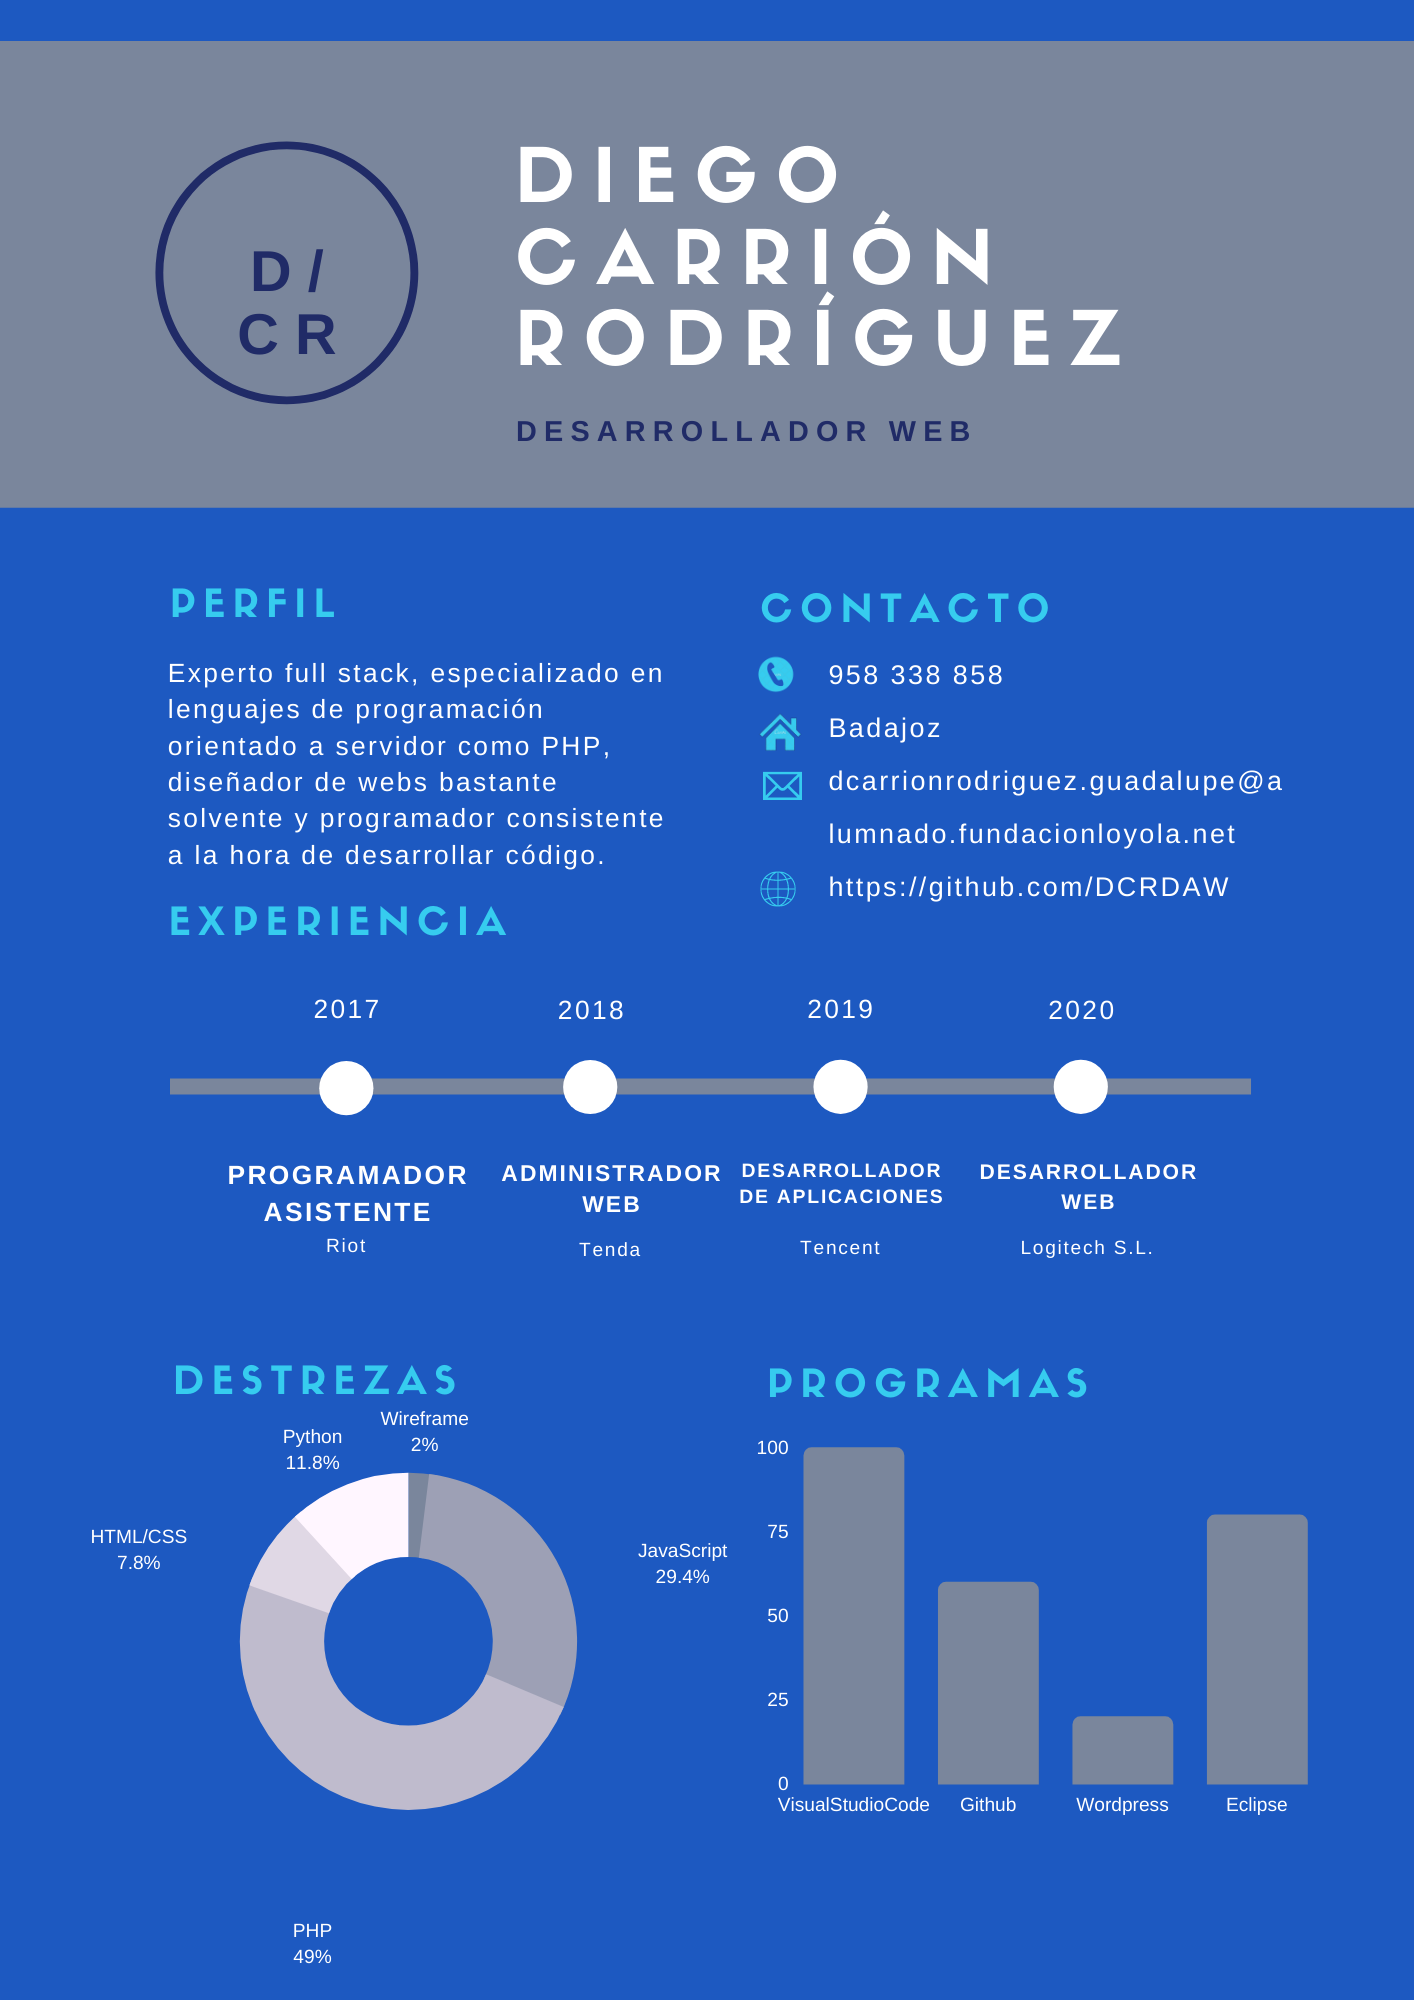 D /
C R
DIEGO
CARRIÓN
RODRÍGUEZ
DESARROLLADOR WEB
PERFIL
Experto full stack, especializado en
lenguajes de programación
orientado a servidor como PHP,
diseñador de webs bastante
solvente y programador consistente
a la hora de desarrollar código.
CONTACTO
958 338 858
Badajoz
dcarrionrodriguez.guadalupe@a
lumnado.fundacionloyola.net
https://github.com/DCRDAW
EXPERIENCIA
2017
2018
2019
2020
PROGRAMADOR
ASISTENTE
Riot
ADMINISTRADOR
WEB
Tenda
DESARROLLADOR
DE APLICACIONES
Tencent
DESARROLLADOR
WEB
Logitech S.L.
DESTREZAS
Wireframe
2%
Python
11.8%
HTML/CSS
7.8%
JavaScript
29.4%
PHP
49%
PROGRAMAS
100
75
50
25
0
VisualStudioCode
Github
Wordpress
Eclipse